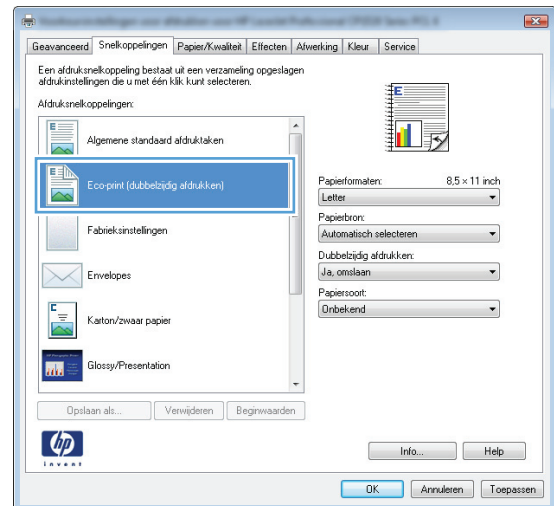 Geavanceerd Snelkoppelingen Papier/Kwaliteit Effecten Afwerking Kleur Service
Een afdruksnelkoppeling bestaat uit een verzameling opgeslagen
afdrukinstellingen die u met één klik kunt selecteren.
Afdruksnelkoppelingen:
Algemene standaard afdruktaken
Eco-print (dubbelzijdig afdrukken)
Fabrieksinstellingen
Envelopes
Karton/zwaar papier
Glossy/Presentation
Opslaan als... Verwijderen Beginwaarden
Papierformaten: 8,5 × 11 inch
Letter
Papierbron:
Automatisch selecteren
Dubbelzijdig afdrukken:
Ja, omslaan
Papiersoort:
Onbekend
hp
invent
Info... Help
OK Annuleren Toepassen